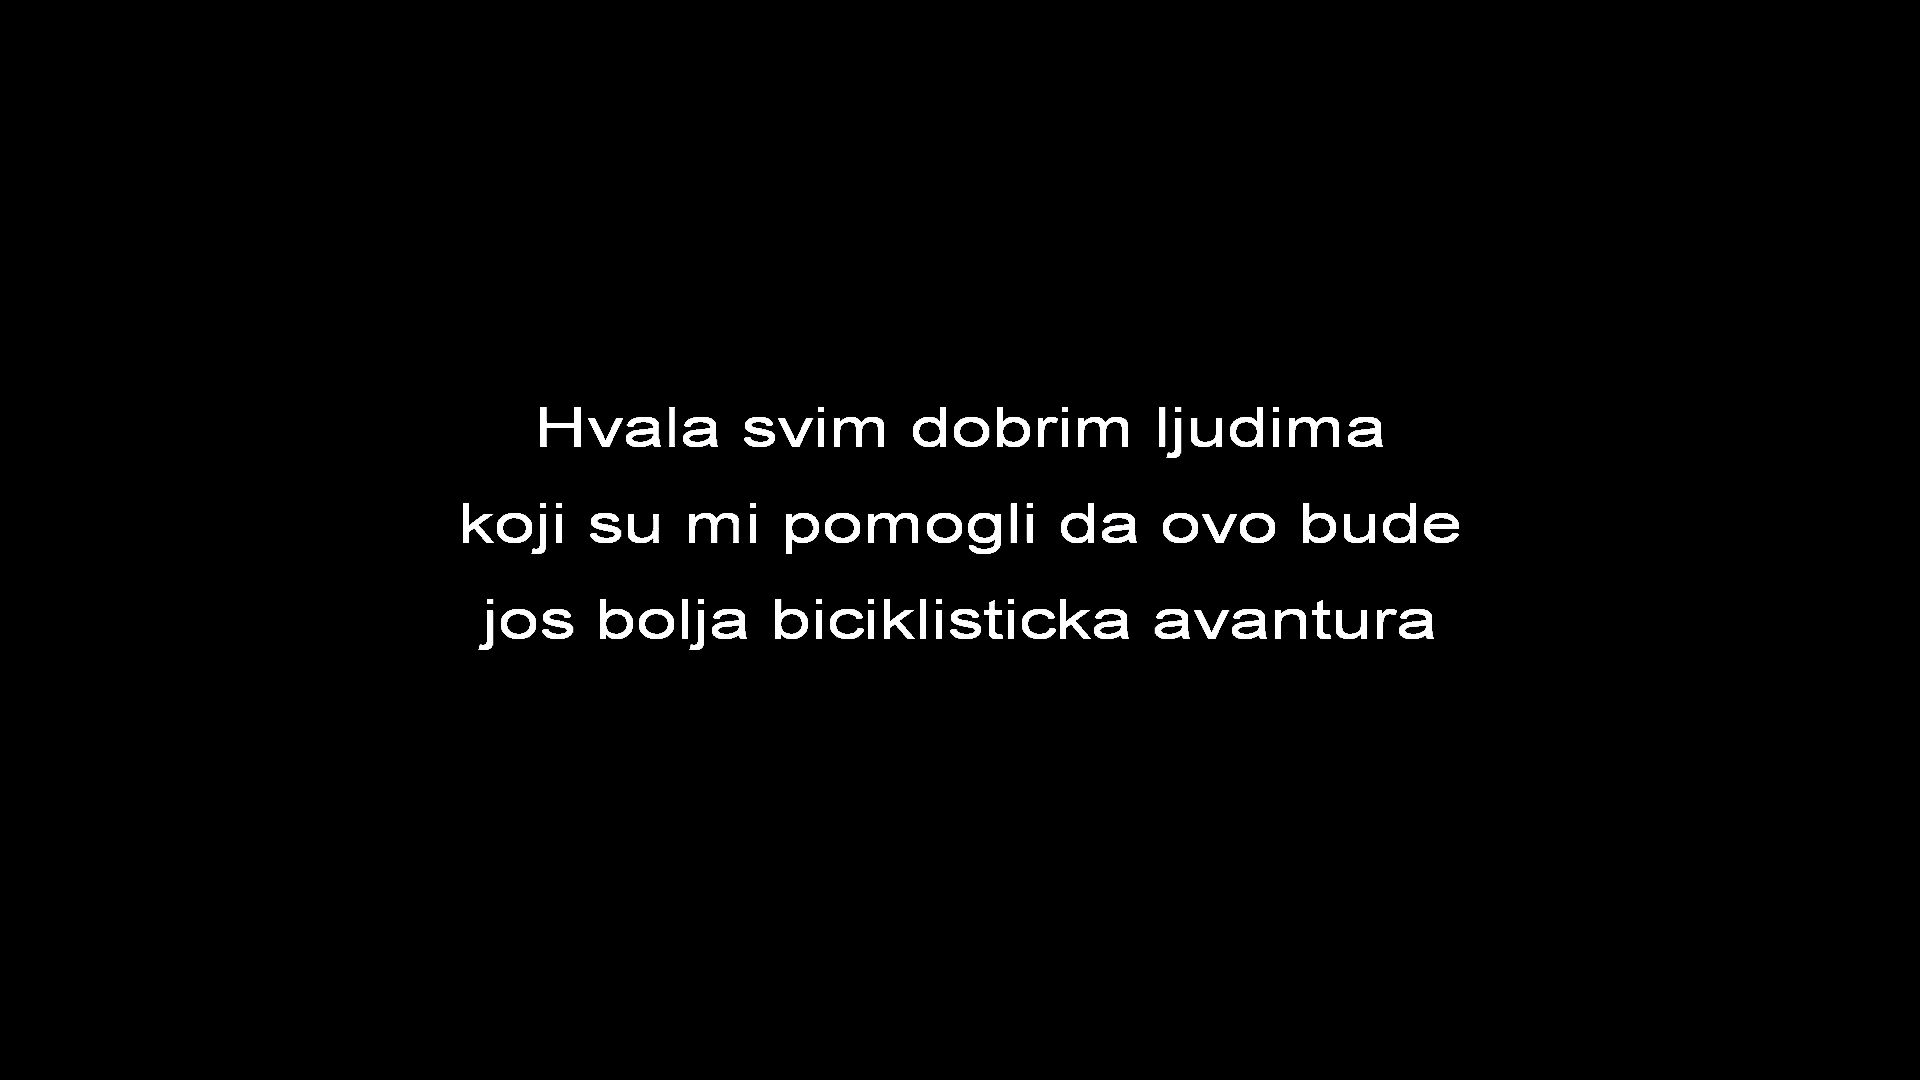 Hvala svim dobrim ljudima
koji su mi pomogli da ovo bude
jos bolja biciklisticka avantura